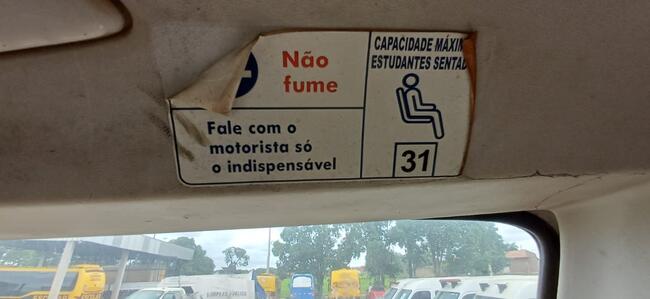 Não
fume
Fale com o
motorista só
o indispensável
CAPACIDADE MÁXIM
ESTUDANTES SENTAD
31